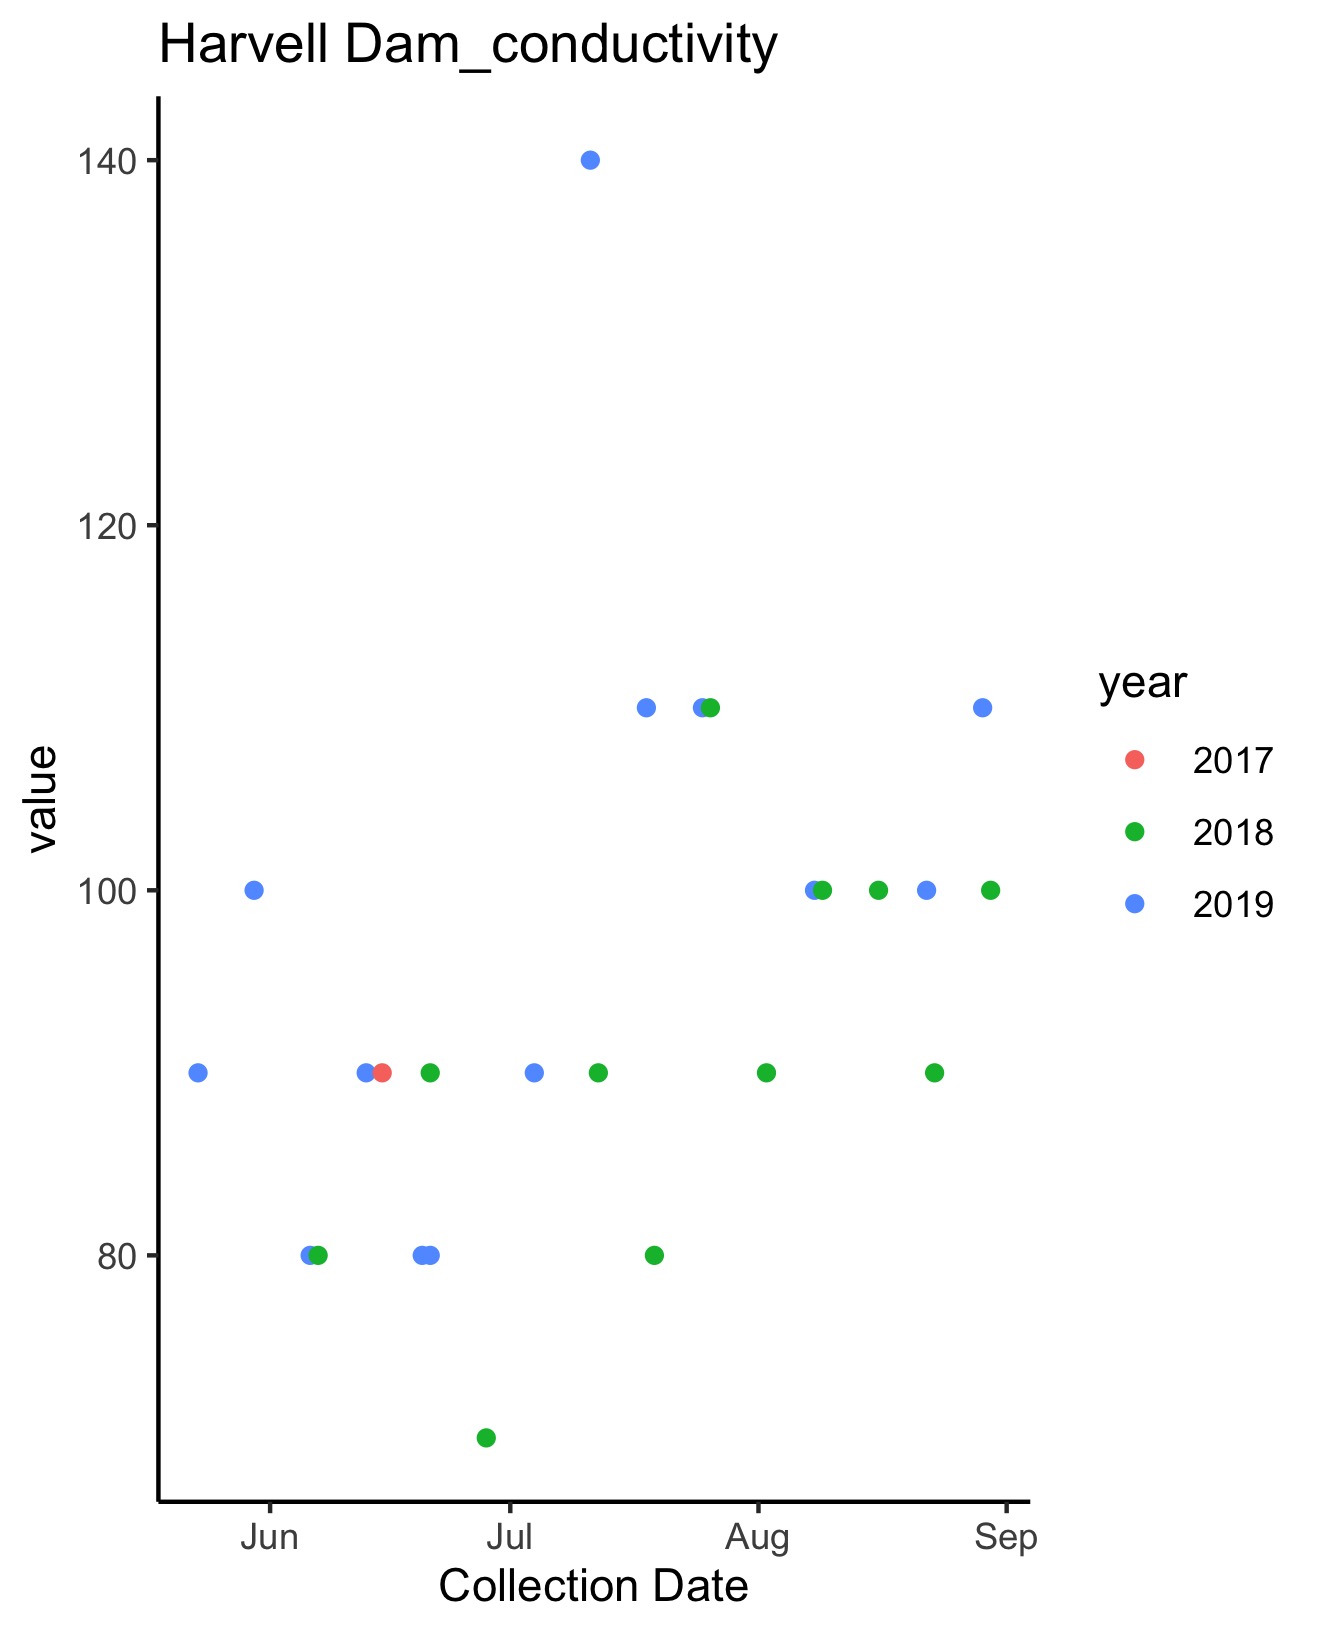 Harvell Dam_conductivity
140
120
100
80
value
Jun Jul Aug Sep
Collection Date
year
2017
2018
2019